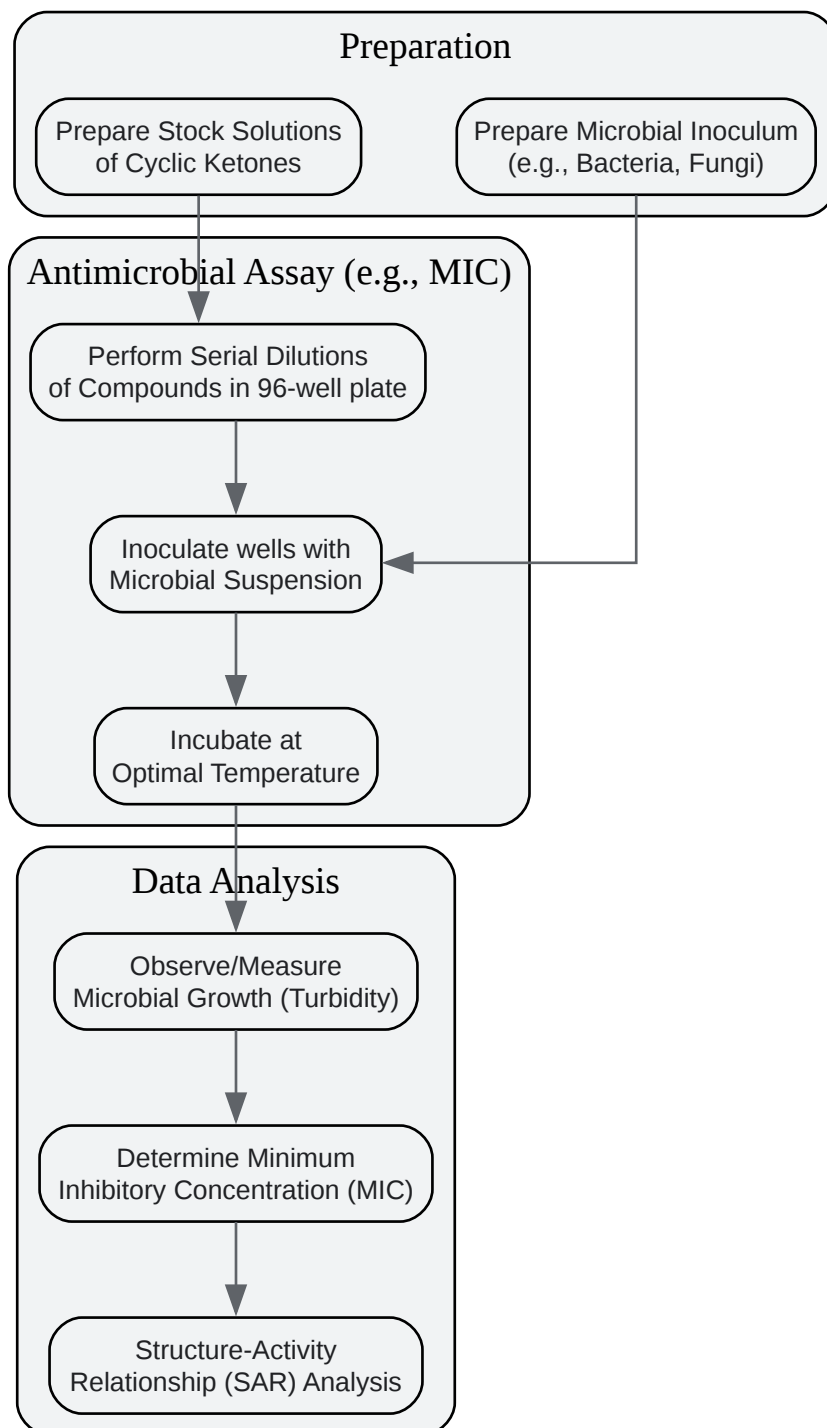 Preparation
Prepare Stock Solutions
of Cyclic Ketones
Prepare Microbial Inoculum
(e.g., Bacteria, Fungi)
Antimicrobial Assay (e.g., MIC)
Perform Serial Dilutions
of Compounds in 96-well plate
Inoculate wells with
Microbial Suspension
Incubate at
Optimal Temperature
Data Analysis
Observe/Measure
Microbial Growth (Turbidity)
Determine Minimum
Inhibitory Concentration (MIC)
Structure-Activity
Relationship (SAR) Analysis